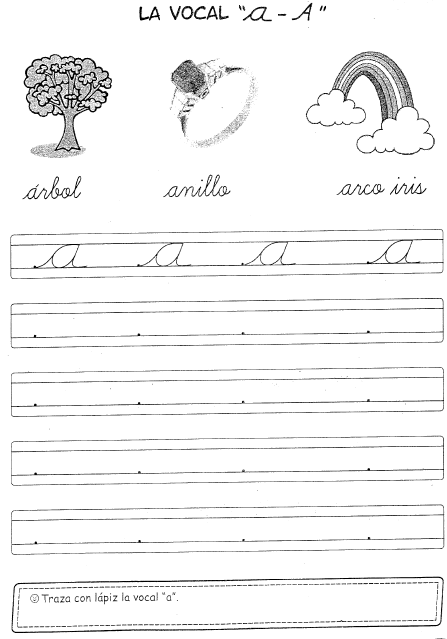 LA VOCAL "a - A"
árbol anillo arco iris
a a a a
☺ Traza con lápiz la vocal "a".